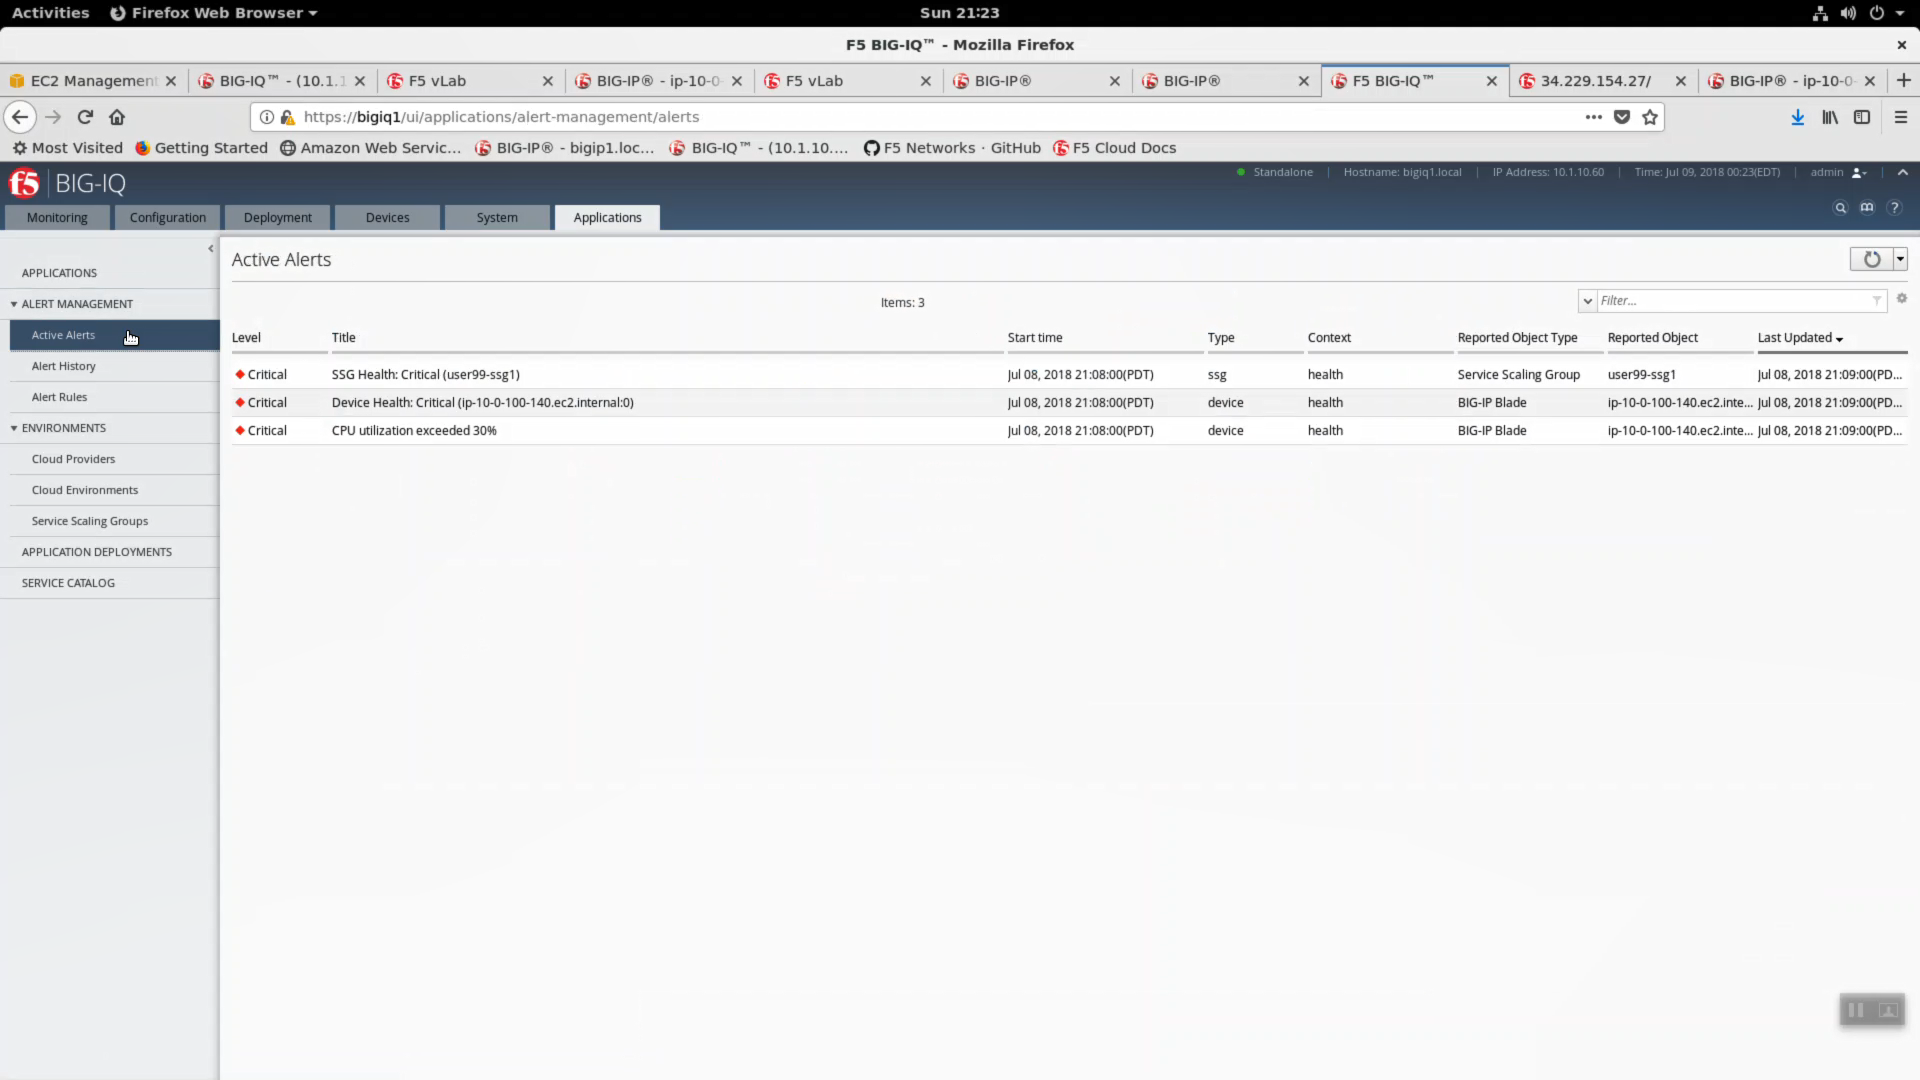 Activities Firefox Web Browser Sun 21:23
F5 BIG-IQ™ - Mozilla Firefox
EC2 Management BIG-IQ™ - (10.1.1 F5 vLab BIG-IP® - ip-10-0- F5 vLab BIG-IP® BIG-IP® F5 BIG-IQ™ 34.229.154.27/ BIG-IP® - ip-10-0-
https://bigiq1/ui/applications/alert-management/alerts
Most Visited Getting Started Amazon Web Servic... BIG-IP® - bigip1.loc... BIG-IQ™ - (10.1.10.... F5 Networks · GitHub F5 Cloud Docs
f5 BIG-IQ Standalone Hostname: bigiq1.local IP Address: 10.1.10.60 Time: Jul 09, 2018 00:23(EDT) admin
Monitoring Configuration Deployment Devices System Applications
APPLICATIONS
ALERT MANAGEMENT
Active Alerts
Alert History
Alert Rules
ENVIRONMENTS
Cloud Providers
Cloud Environments
Service Scaling Groups
APPLICATION DEPLOYMENTS
SERVICE CATALOG
Active Alerts
Items: 3 Filter...
Level Title Start time Type Context Reported Object Type Reported Object Last Updated
Critical SSG Health: Critical (user99-ssg1) Jul 08, 2018 21:08:00(PDT) ssg health Service Scaling Group user99-ssg1 Jul 08, 2018 21:09:00(PD...
Critical Device Health: Critical (ip-10-0-100-140.ec2.internal:0) Jul 08, 2018 21:08:00(PDT) device health BIG-IP Blade ip-10-0-100-140.ec2.inte... Jul 08, 2018 21:09:00(PD...
Critical CPU utilization exceeded 30% Jul 08, 2018 21:08:00(PDT) device health BIG-IP Blade ip-10-0-100-140.ec2.inte... Jul 08, 2018 21:09:00(PD...